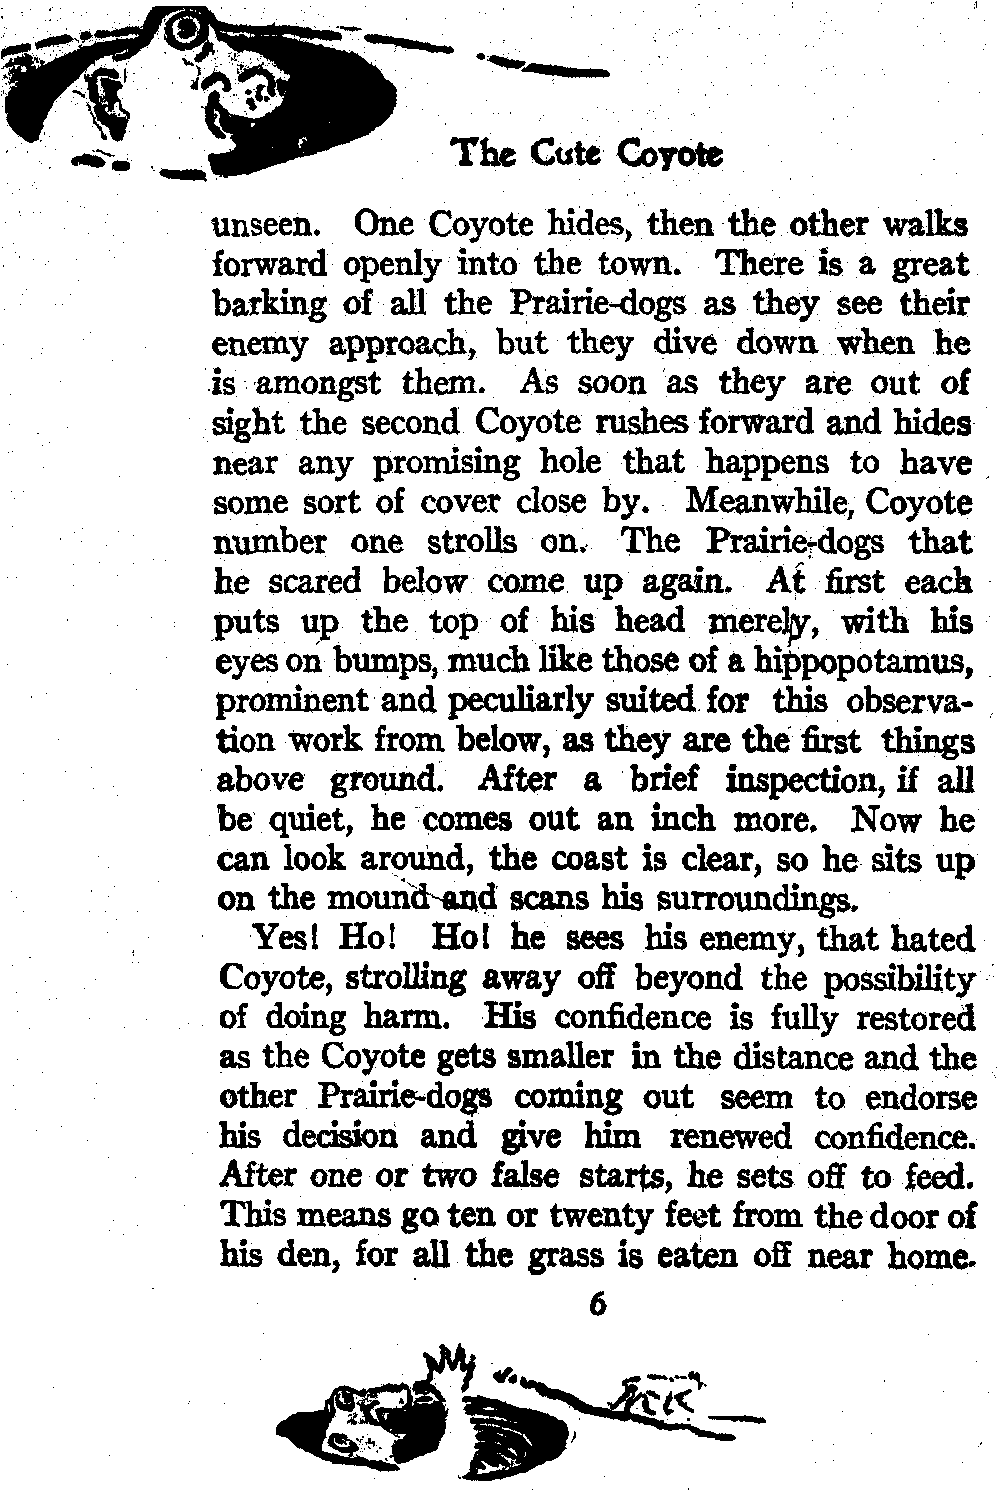 The Cute Coyote
unseen. One Coyote hides, then the other walks
forward openly into the town. There is a great
barking of all the Prairie-dogs as they see their
enemy approach, but they dive down when he
is amongst them. As soon as they are out of
sight the second Coyote rushes forward and hides
near any promising hole that happens to have
some sort of cover close by. Meanwhile, Coyote
number one strolls on. The Prairie-dogs that
he scared below come up again. At first each
puts up the top of his head merely, with his
eyes on bumps, much like those of a hippopotamus,
prominent and peculiarly suited for this observa-
tion work from below, as they are the first things
above ground. After a brief inspection, if all
be quiet, he comes out an inch more. Now he
can look around, the coast is clear, so he sits up
on the mound and scans his surroundings.
Yes! Ho! Ho! he sees his enemy, that hated
Coyote, strolling away off beyond the possibility
of doing harm. His confidence is fully restored
as the Coyote gets smaller in the distance and the
other Prairie-dogs coming out seem to endorse
his decision and give him renewed confidence.
After one or two false starts, he sets off to feed.
This means go ten or twenty feet from the door of
his den, for all the grass is eaten off near home.
6